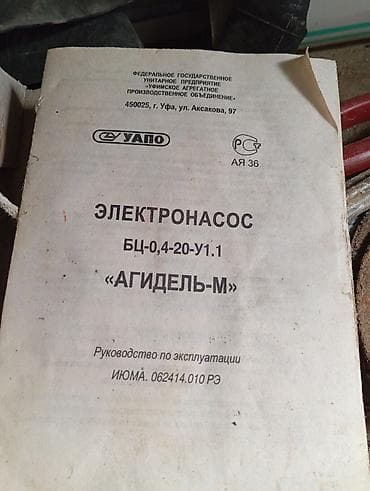 ФЕДЕРАЛЬНОЕ ГОСУДАРСТВЕННОЕ
УНИТАРНОЕ ПРЕДПРИЯТИЕ
«УФИМСКОЕ АГРЕГАТНОЕ
ПРОИЗВОДСТВЕННОЕ ОБЪЕДИНЕНИЕ»
450025, г. Уфа, ул. Аксакова, 97
УАПО
РСТ
АЯ 36
ЭЛЕКТРОНАСОС
БЦ-0,4-20-У1.1
«АГИДЕЛЬ-М»
Руководство по эксплуатации
ИЮМА. 062414.010 РЭ